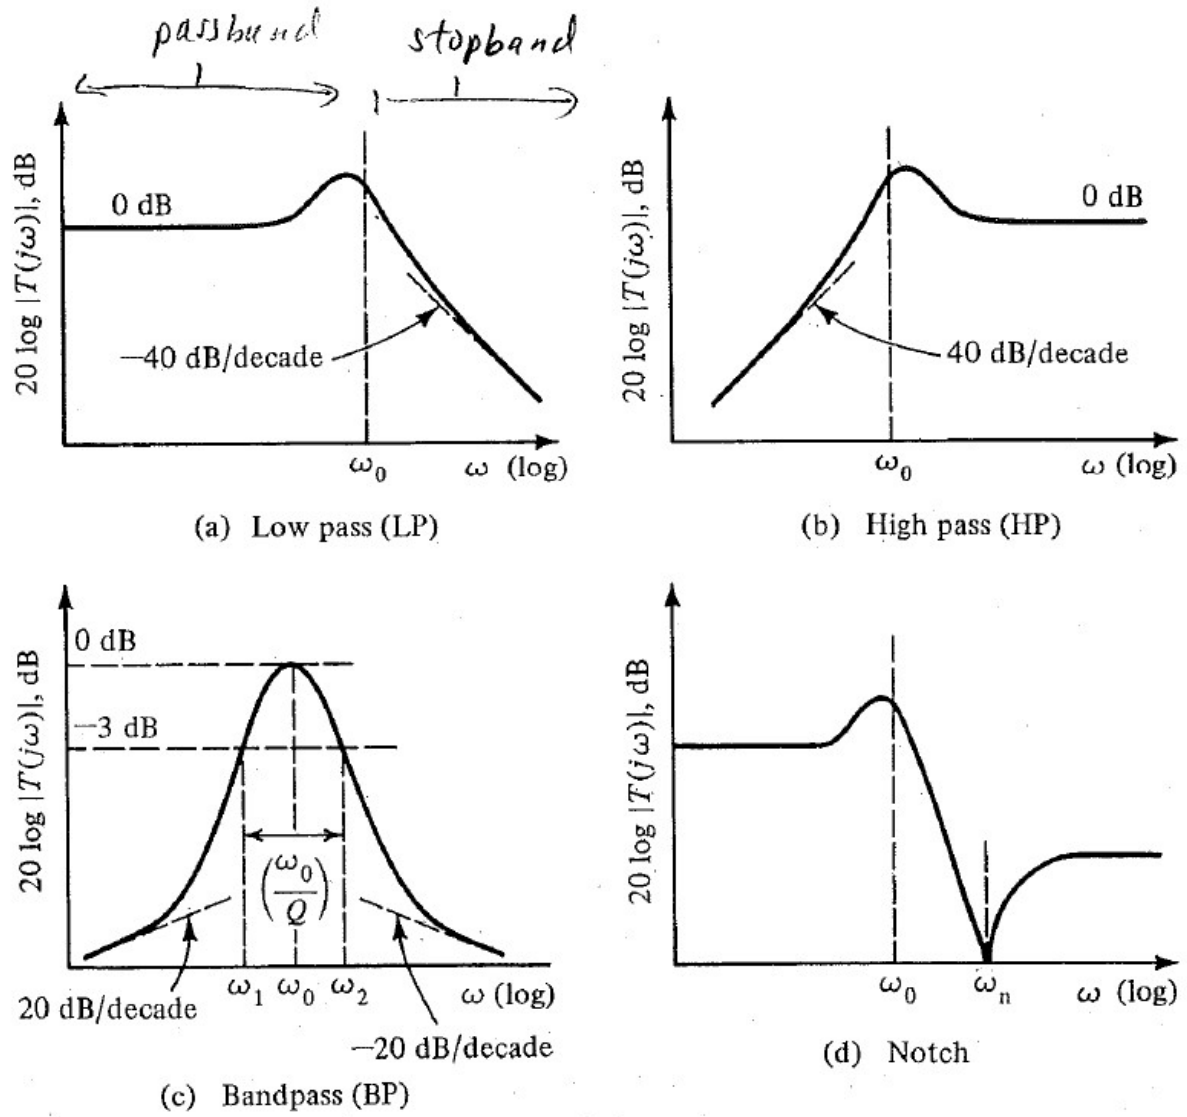 passband
stopband
20 log |T(jω)|, dB
0 dB
−40 dB/decade
ω₀
ω (log)
(a) Low pass (LP)
20 log |T(jω)|, dB
0 dB
40 dB/decade
ω₀
ω (log)
(b) High pass (HP)
20 log |T(jω)|, dB
0 dB
−3 dB
(ω₀/Q)
20 dB/decade
ω₁ ω₀ ω₂
ω (log)
−20 dB/decade
(c) Bandpass (BP)
20 log |T(jω)|, dB
ω₀
ωₙ
ω (log)
(d) Notch